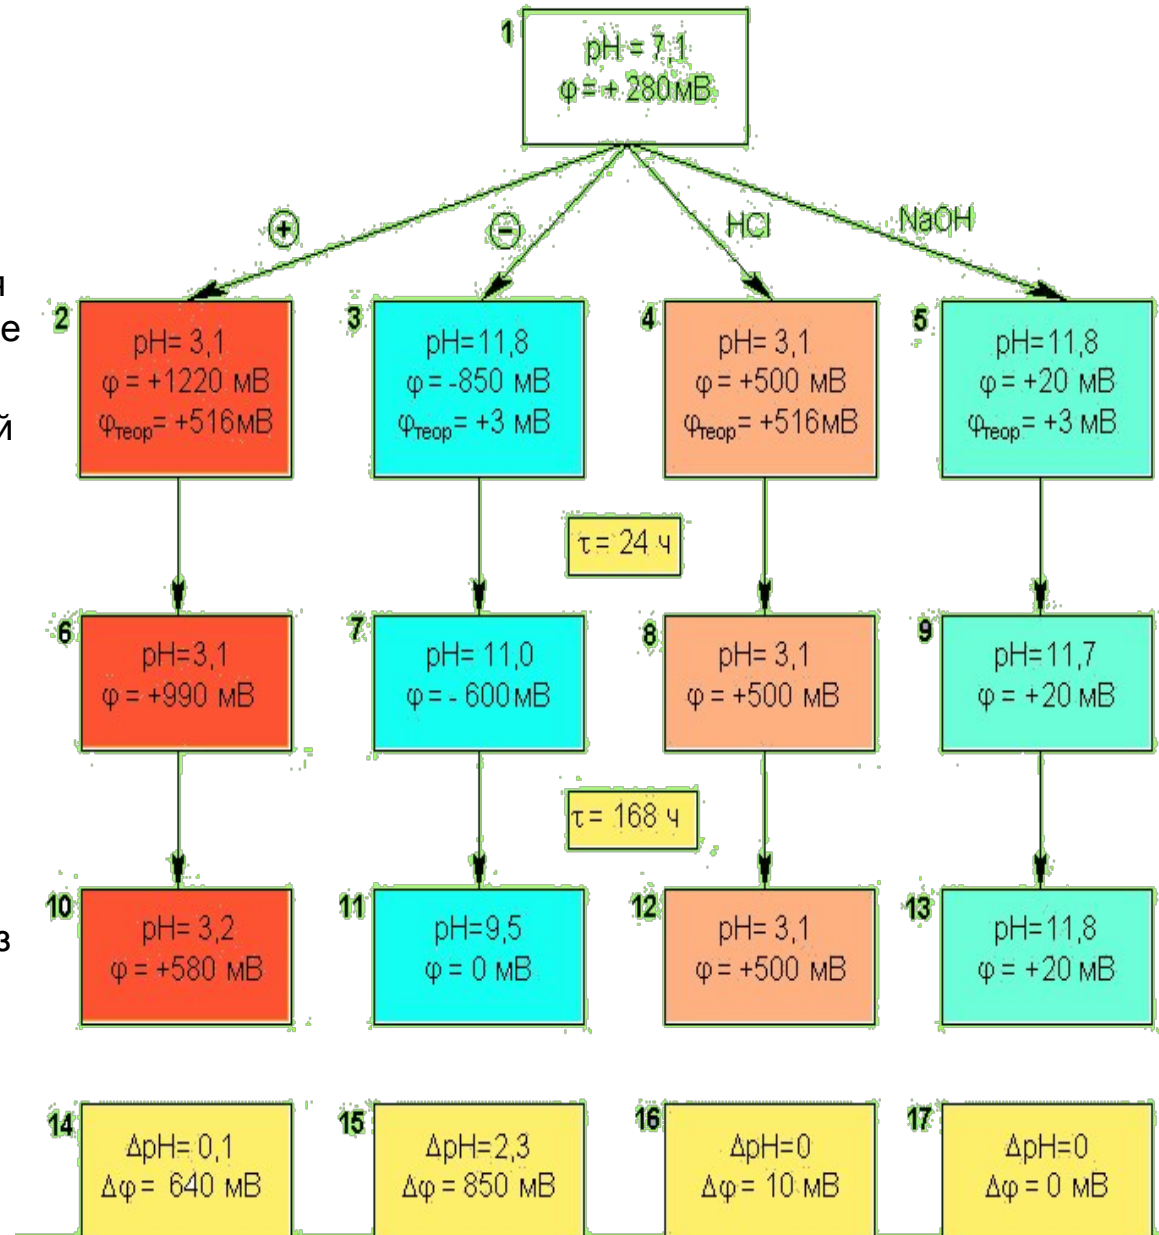 1
pH = 7,1
φ = + 280мВ
+
−
HCl
NaOH
я
е
й
2
pH= 3,1
φ = +1220 мВ
φтеор= +516мВ
3
pH=11,8
φ = -850 мВ
φтеор= +3 мВ
4
pH= 3,1
φ = +500 мВ
φтеор= +516мВ
5
pH=11,8
φ = +20 мВ
φтеор= +3 мВ
τ = 24 ч
6
pH=3,1
φ = +990 мВ
7
pH= 11,0
φ = - 600мВ
8
pH= 3,1
φ = +500 мВ
9
pH=11,7
φ = +20 мВ
τ = 168 ч
з
10
pH= 3,2
φ = +580 мВ
11
pH=9,5
φ = 0 мВ
12
pH= 3,1
φ = +500 мВ
13
pH=11,8
φ = +20 мВ
14
ΔpH= 0,1
Δφ = 640 мВ
15
ΔpH=2,3
Δφ = 850 мВ
16
ΔpH=0
Δφ = 10 мВ
17
ΔpH=0
Δφ = 0 мВ